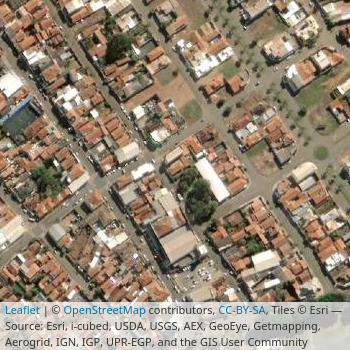 Leaflet | © OpenStreetMap contributors, CC-BY-SA, Tiles © Esri —
Source: Esri, i-cubed, USDA, USGS, AEX, GeoEye, Getmapping,
Aerogrid, IGN, IGP, UPR-EGP, and the GIS User Community